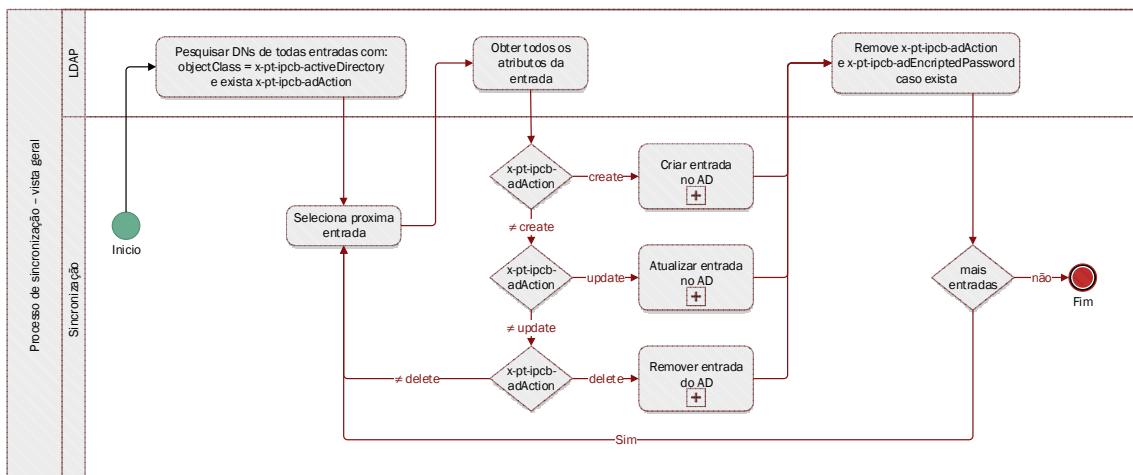 Processo de sincronização – vista geral
LDAP
Sincronização
Inicio
Pesquisar DNs de todas entradas com:
objectClass = x-pt-ipcb-activeDirectory
e exista x-pt-ipcb-adAction
Obter todos os
atributos da
entrada
Remove x-pt-ipcb-adAction
e x-pt-ipcb-adEncriptedPassword
caso exista
Seleciona proxima
entrada
x-pt-ipcb-
adAction
create
Criar entrada
no AD
≠ create
x-pt-ipcb-
adAction
update
Atualizar entrada
no AD
≠ update
x-pt-ipcb-
adAction
≠ delete
delete
Remover entrada
do AD
mais
entradas
não
Fim
Sim